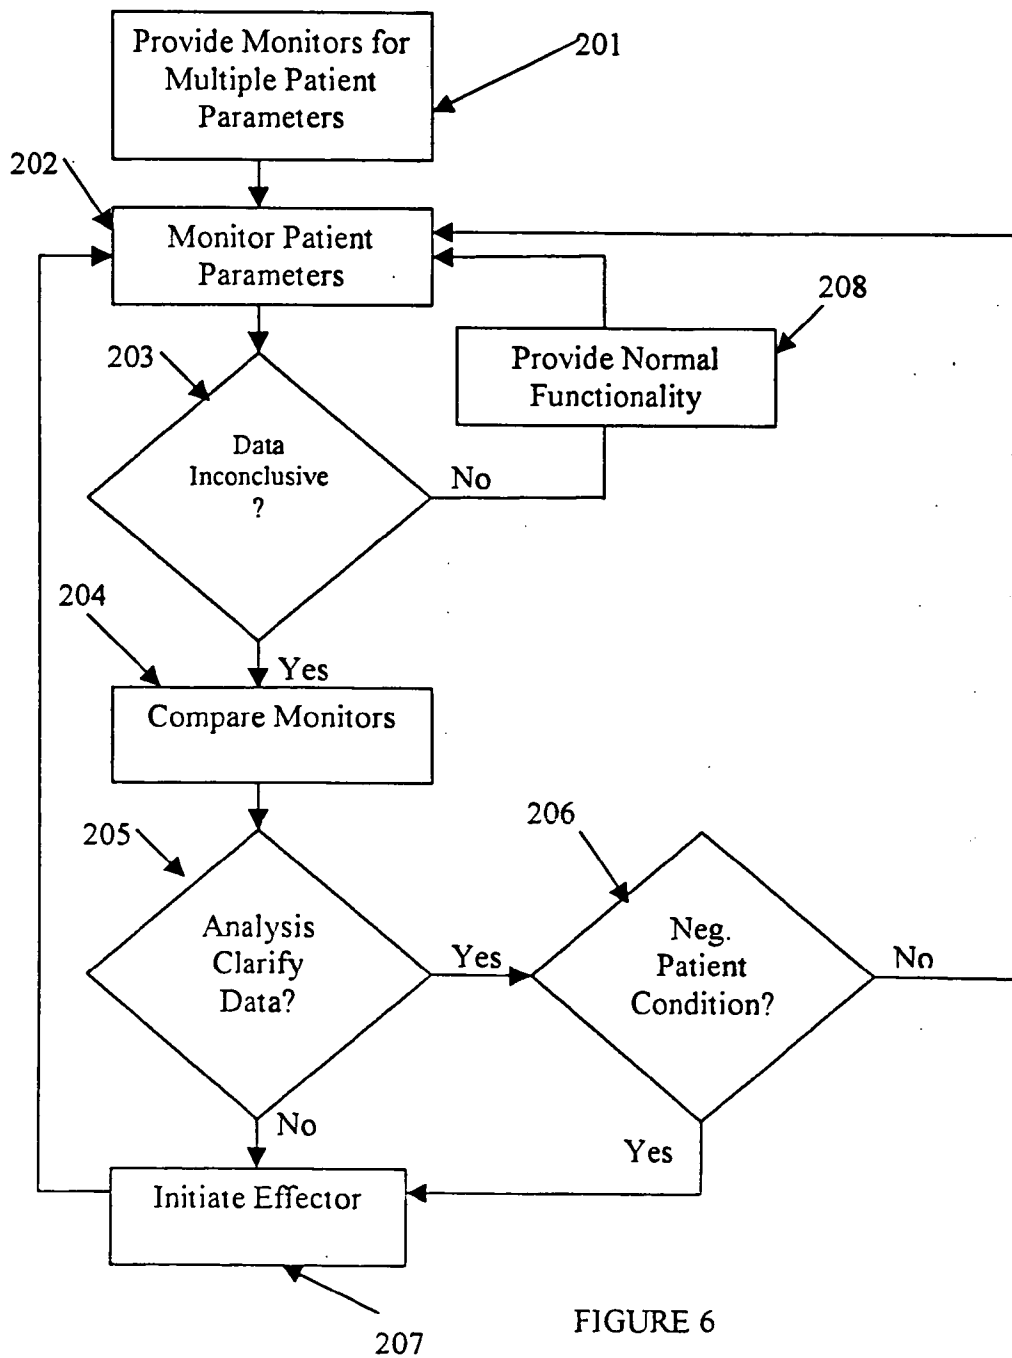 Provide Monitors for
Multiple Patient
Parameters
201
202
Monitor Patient
Parameters
208
Provide Normal
Functionality
203
Data
Inconclusive
?
No
204
Yes
Compare Monitors
205
206
Analysis
Clarify
Data?
Yes
Neg.
Patient
Condition?
No
No
Yes
Initiate Effector
207
FIGURE 6